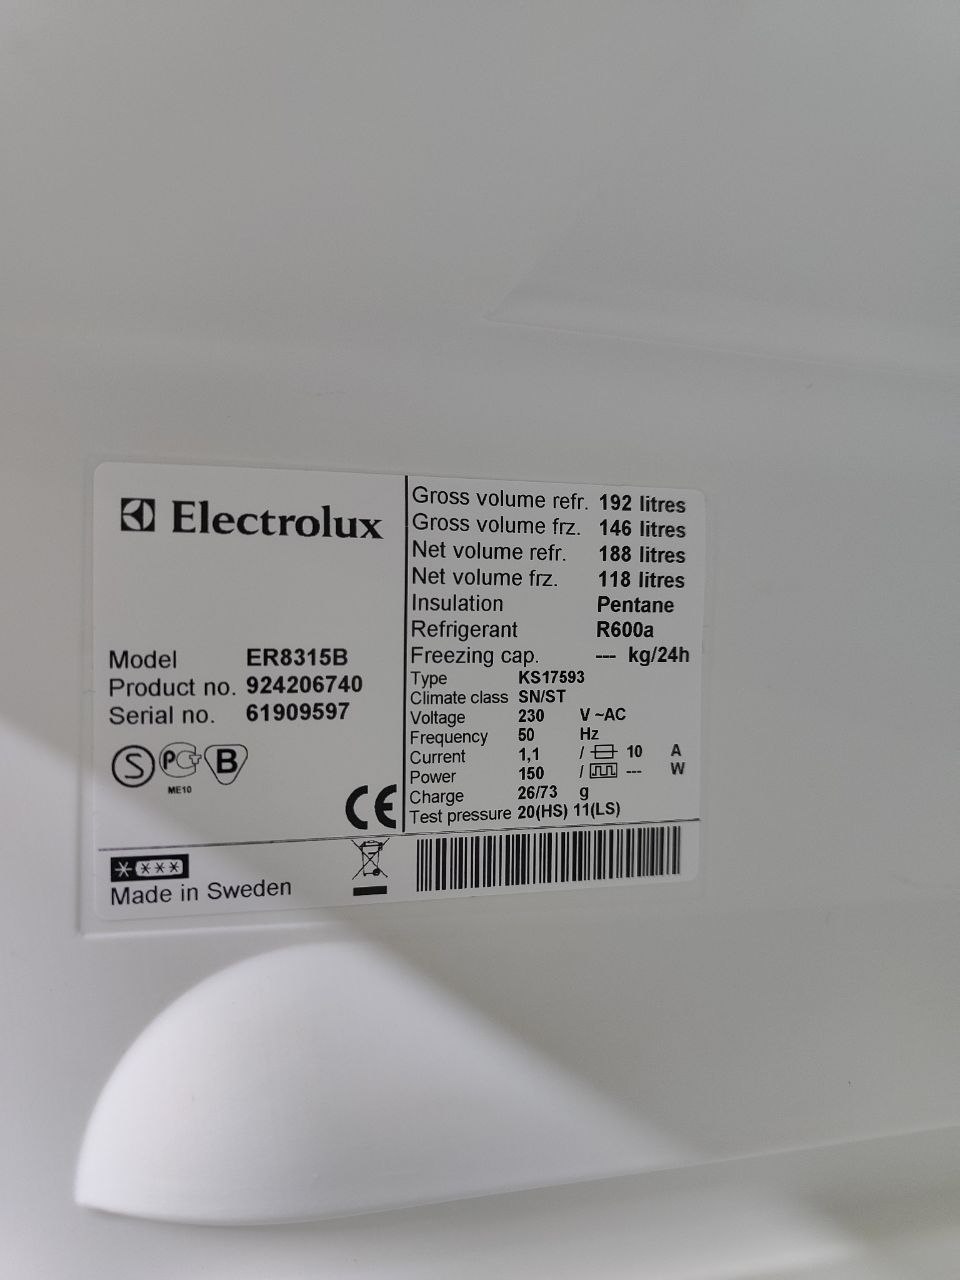 Electrolux
Model ER8315B
Product no. 924206740
Serial no. 61909597
S PCT B
ME10
CE
Made in Sweden
Gross volume refr. 192 litres
Gross volume frz. 146 litres
Net volume refr. 188 litres
Net volume frz. 118 litres
Insulation Pentane
Refrigerant R600a
Freezing cap. --- kg/24h
Type KS17593
Climate class SN/ST
Voltage 230 V ~AC
Frequency 50 Hz
Current 1,1 / 10 A
Power 150 / --- W
Charge 26/73 g
Test pressure 20(HS) 11(LS)